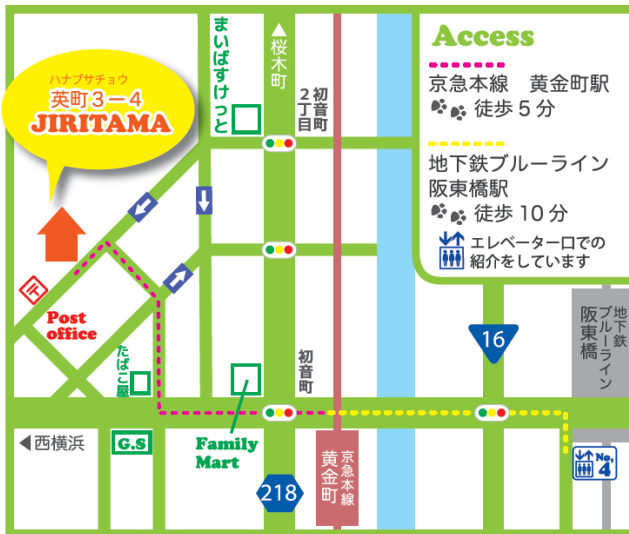 ハナブサチョウ
英町3−4
JIRITAMA
まいばすけっと
▲桜木町
初音町
2丁目
Access
京急本線 黄金町駅
徒歩5分
地下鉄ブルーライン
阪東橋駅
徒歩10分
エレベーター口での
紹介をしています
〒
Post
office
たばこ屋
初音町
16
地下鉄
ブルーライン
阪東橋
◀西横浜
G.S
Family
Mart
218
京急本線
黄金町
No,
4